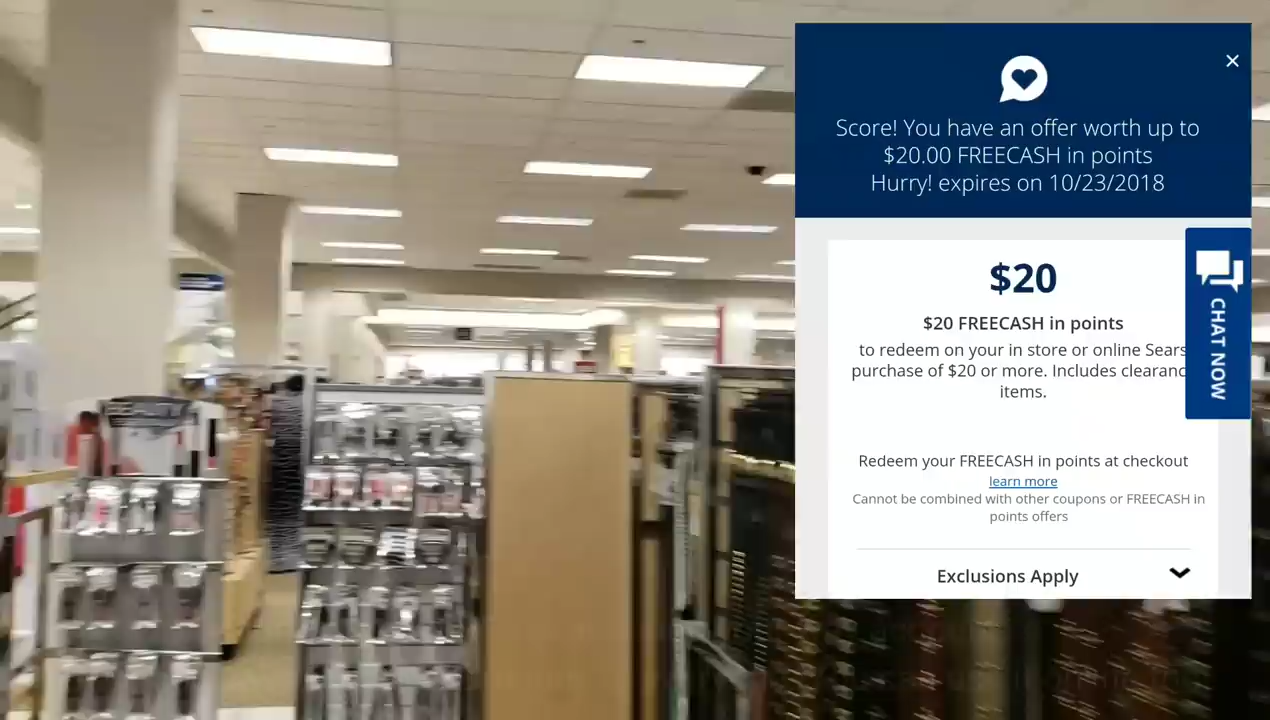 Score! You have an offer worth up to
$20.00 FREECASH in points
Hurry! expires on 10/23/2018
$20
$20 FREECASH in points
to redeem on your in store or online Sears
purchase of $20 or more. Includes
items.
CHAT NOW
Redeem your FREECASH in points at checkout
learn more
Cannot be combined with other coupons or FREECASH in
points offers
Exclusions Apply